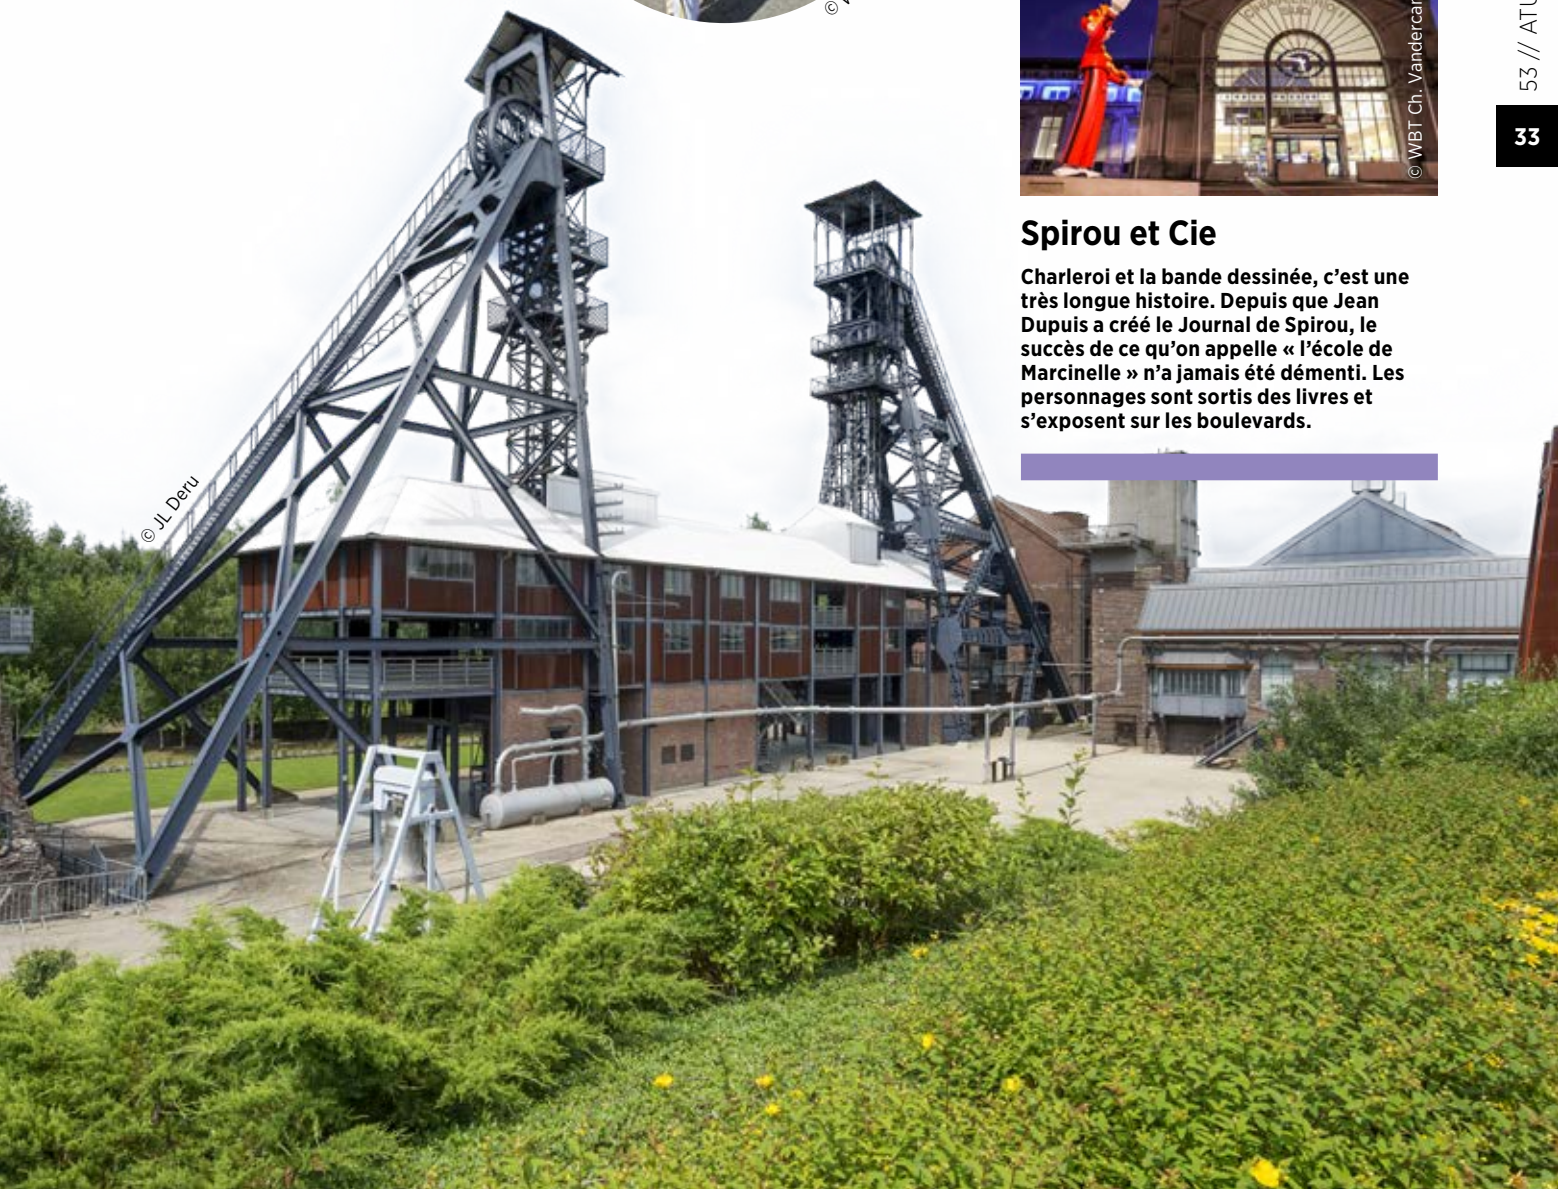 53 // ATU
33
© WBT Ch. Vandercar
Spirou et Cie
Charleroi et la bande dessinée, c’est une
très longue histoire. Depuis que Jean
Dupuis a créé le Journal de Spirou, le
succès de ce qu’on appelle « l’école de
Marcinelle » n’a jamais été démenti. Les
personnages sont sortis des livres et
s’exposent sur les boulevards.
© JL Deru